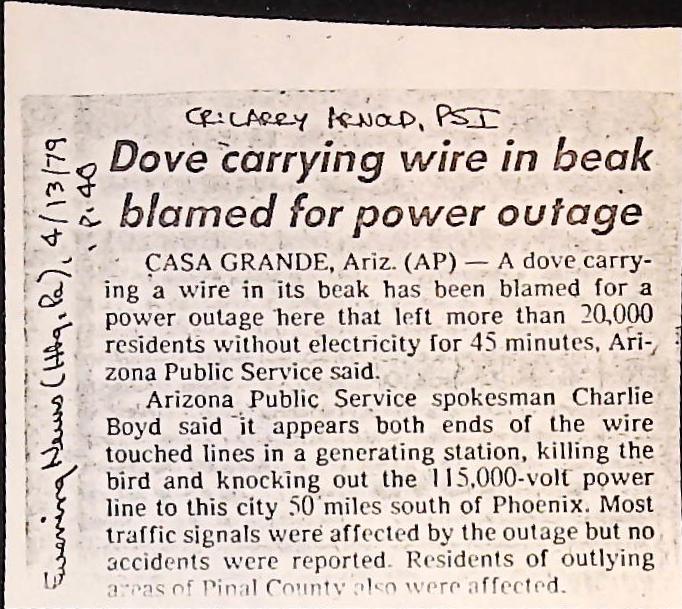 CR: LARRY ARNOLD, PSI
Dove carrying wire in beak
blamed for power outage
CASA GRANDE, Ariz. (AP) — A dove carry-
ing a wire in its beak has been blamed for a
power outage here that left more than 20,000
residents without electricity for 45 minutes, Ari-
zona Public Service said.
Arizona Public Service spokesman Charlie
Boyd said it appears both ends of the wire
touched lines in a generating station, killing the
bird and knocking out the 115,000-volt power
line to this city 50 miles south of Phoenix. Most
traffic signals were affected by the outage but no
accidents were reported. Residents of outlying
areas of Pinal County also were affected.
Evening News (Hbg, Pa), 4/13/79
, p. 40